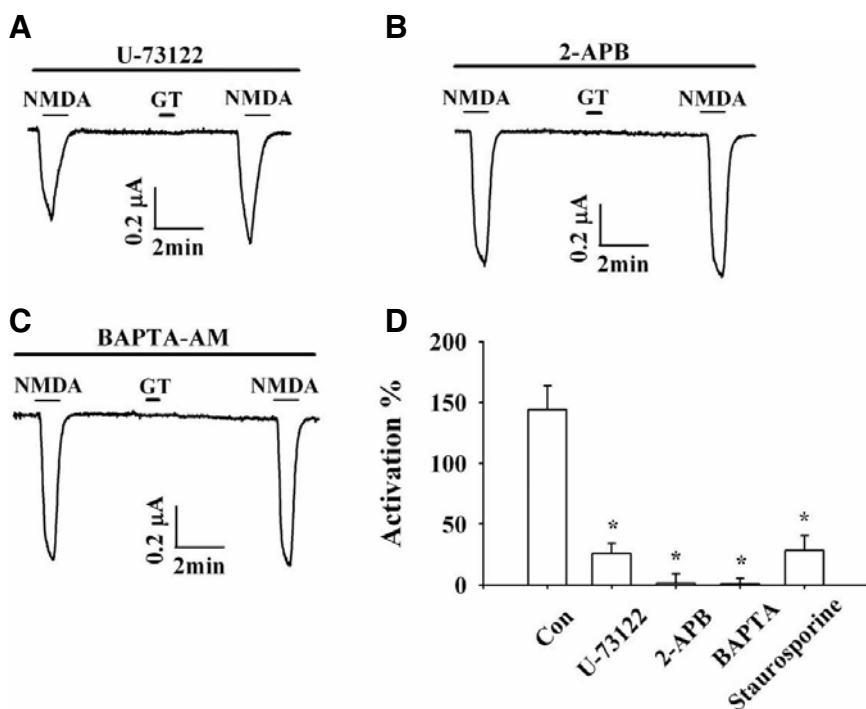 A
U-73122
NMDA GT NMDA
0.2 µA
2min
B
2-APB
NMDA GT NMDA
0.2 µA
2min
C
BAPTA-AM
NMDA GT NMDA
0.2 µA
2min
D
Activation %
200
150
100
50
0
* * * *
Con
U-73122
2-APB
BAPTA
Staurosporine